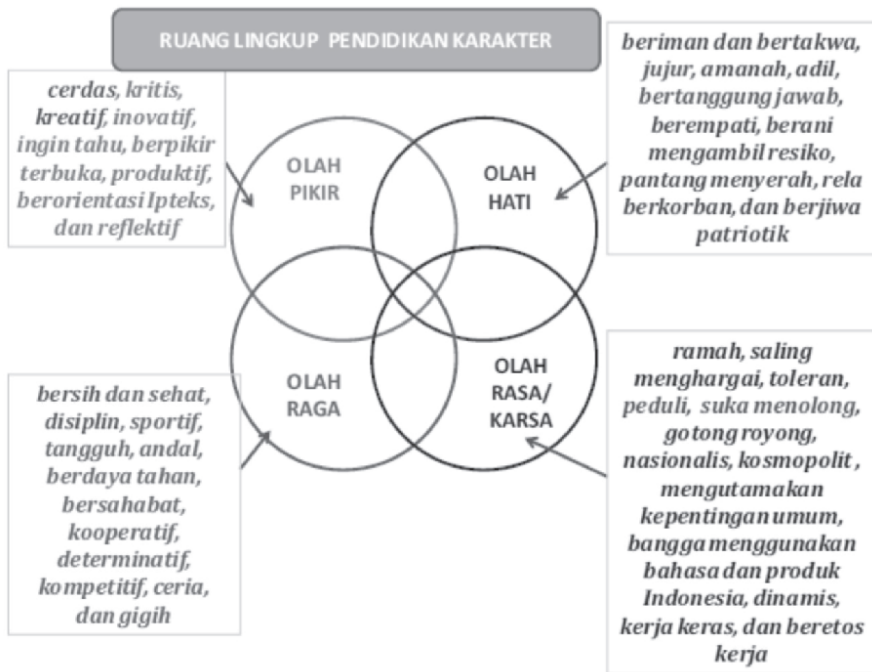 RUANG LINGKUP PENDIDIKAN KARAKTER
cerdas, kritis,
kreatif, inovatif,
ingin tahu, berpikir
terbuka, produktif,
berorientasi Ipteks,
dan reflektif
OLAH
PIKIR
OLAH
HATI
beriman dan bertakwa,
jujur, amanah, adil,
bertanggung jawab,
berempati, berani
mengambil resiko,
pantang menyerah, rela
berkorban, dan berjiwa
patriotik
bersih dan sehat,
disiplin, sportif,
tangguh, andal,
berdaya tahan,
bersahabat,
kooperatif,
determinatif,
kompetitif, ceria,
dan gigih
OLAH
RAGA
OLAH
RASA/
KARSA
ramah, saling
menghargai, toleran,
peduli, suka menolong,
gotong royong,
nasionalis, kosmopolit ,
mengutamakan
kepentingan umum,
bangga menggunakan
bahasa dan produk
Indonesia, dinamis,
kerja keras, dan beretos
kerja